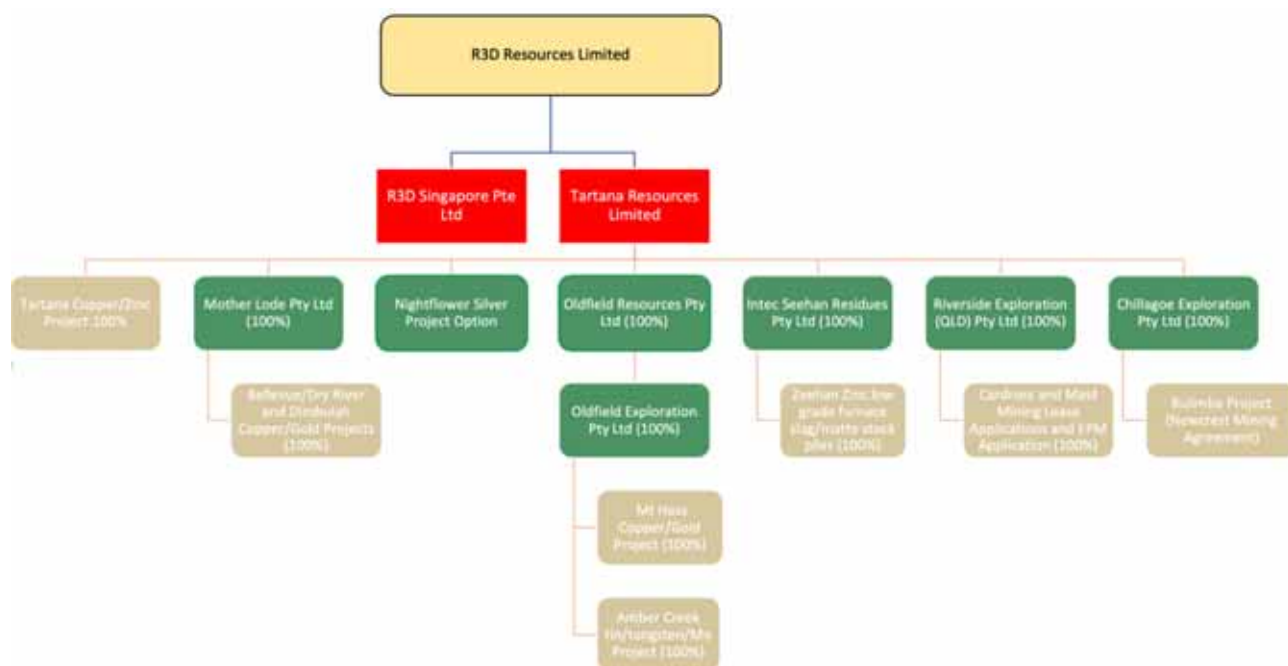 R3D Resources Limited
R3D Singapore Pte
Ltd
Tartana Resources
Limited
Tartana Copper/Zinc
Project 100%
Mother Lode Pty Ltd
(100%)
Nightflower Silver
Project Option
Oldfield Resources Pty
Ltd (100%)
Intec Seehan Residues
Pty Ltd (100%)
Riverside Exploration
(QLD) Pty Ltd (100%)
Chillagoe Exploration
Pty Ltd (100%)
Bellevue/Dry River
and Dimbulah
Copper/Gold Projects
(100%)
Oldfield Exploration
Pty Ltd (100%)
Zeehan Zinc low
grade furnace
slag/matte stock
piles (100%)
Cardross and Mast
Mining Lease
Applications and EPM
Application (100%)
Bulimba Project
(Newcrest Mining
Agreement)
Mt Hess
Copper/Gold
Project (100%)
Amber Creek
tin/tungsten/Mo
Project (100%)